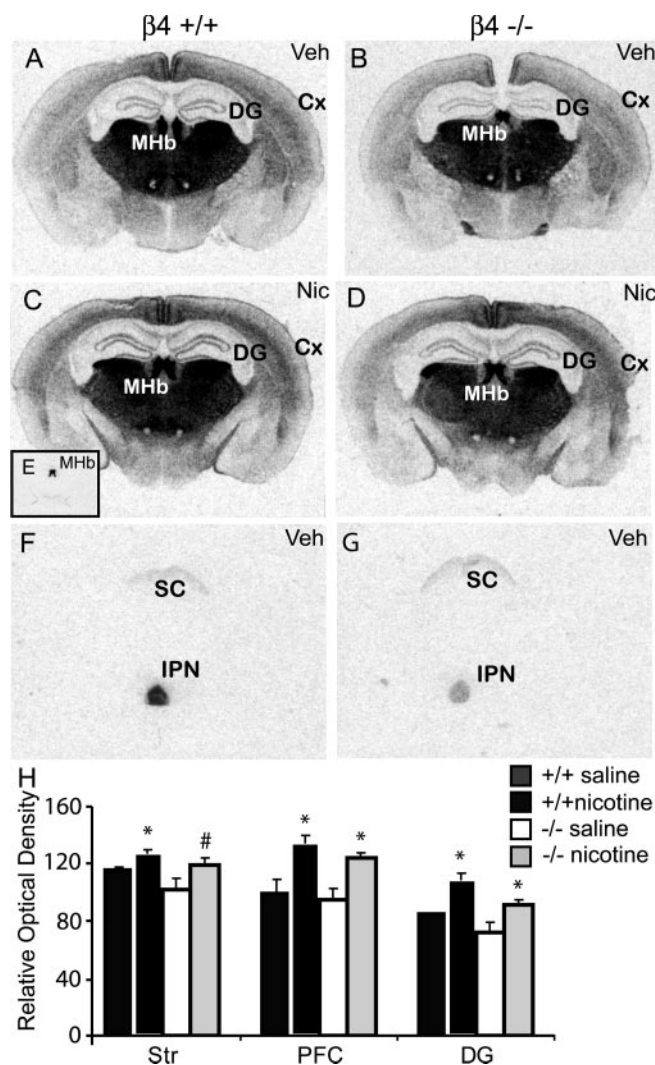 β4 +/+
β4 -/-
A
Veh
DG
Cx
MHb
B
Veh
DG
Cx
MHb
C
Nic
DG
Cx
MHb
D
Nic
DG
Cx
MHb
E
MHb
F
Veh
SC
IPN
G
Veh
SC
IPN
H
+/+ saline
+/+nicotine
-/- saline
-/- nicotine
Relative Optical Density
160
120
80
40
0
*
#
*
*
*
*
Str
PFC
DG